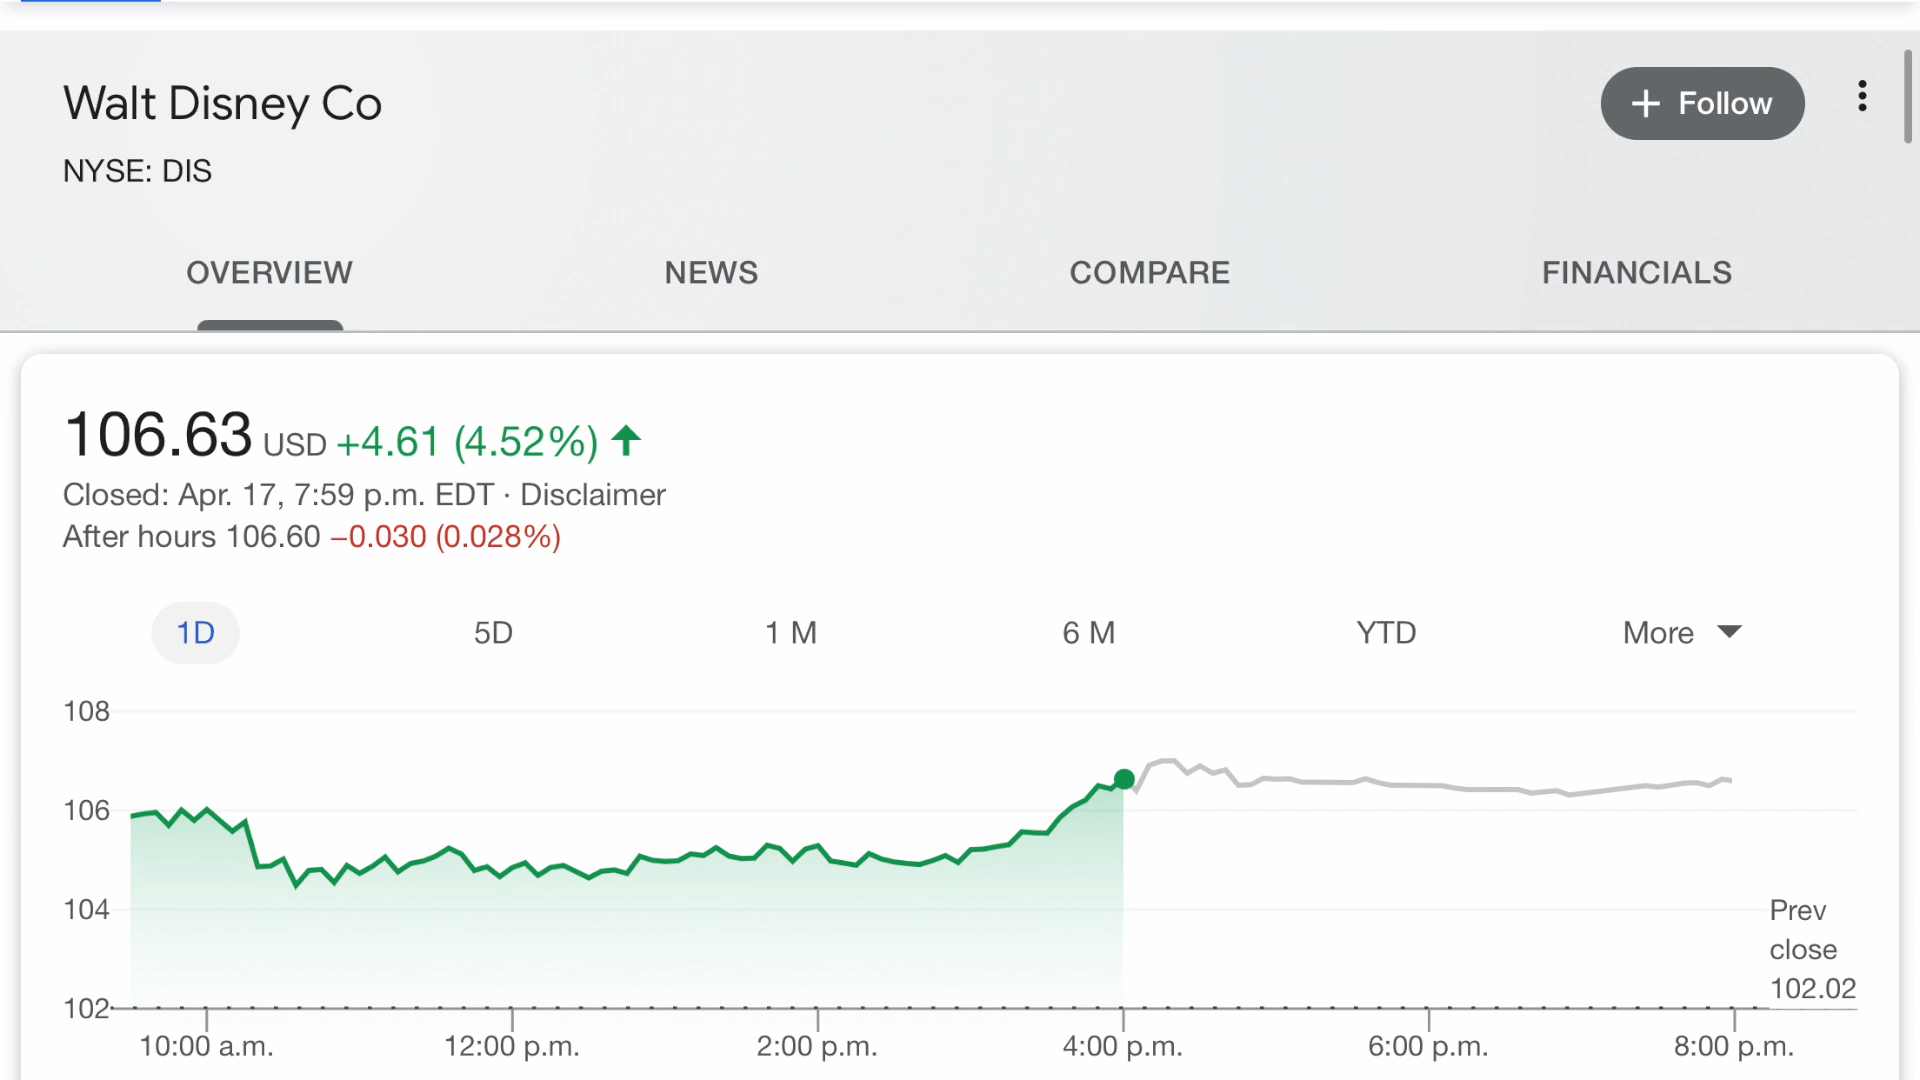 Walt Disney Co
+ Follow
NYSE: DIS
OVERVIEW NEWS COMPARE FINANCIALS
106.63 USD +4.61 (4.52%)
Closed: Apr. 17, 7:59 p.m. EDT · Disclaimer
After hours 106.60 −0.030 (0.028%)
1D 5D 1 M 6 M YTD More
108
106
104
102
Prev
close
102.02
10:00 a.m. 12:00 p.m. 2:00 p.m. 4:00 p.m. 6:00 p.m. 8:00 p.m.